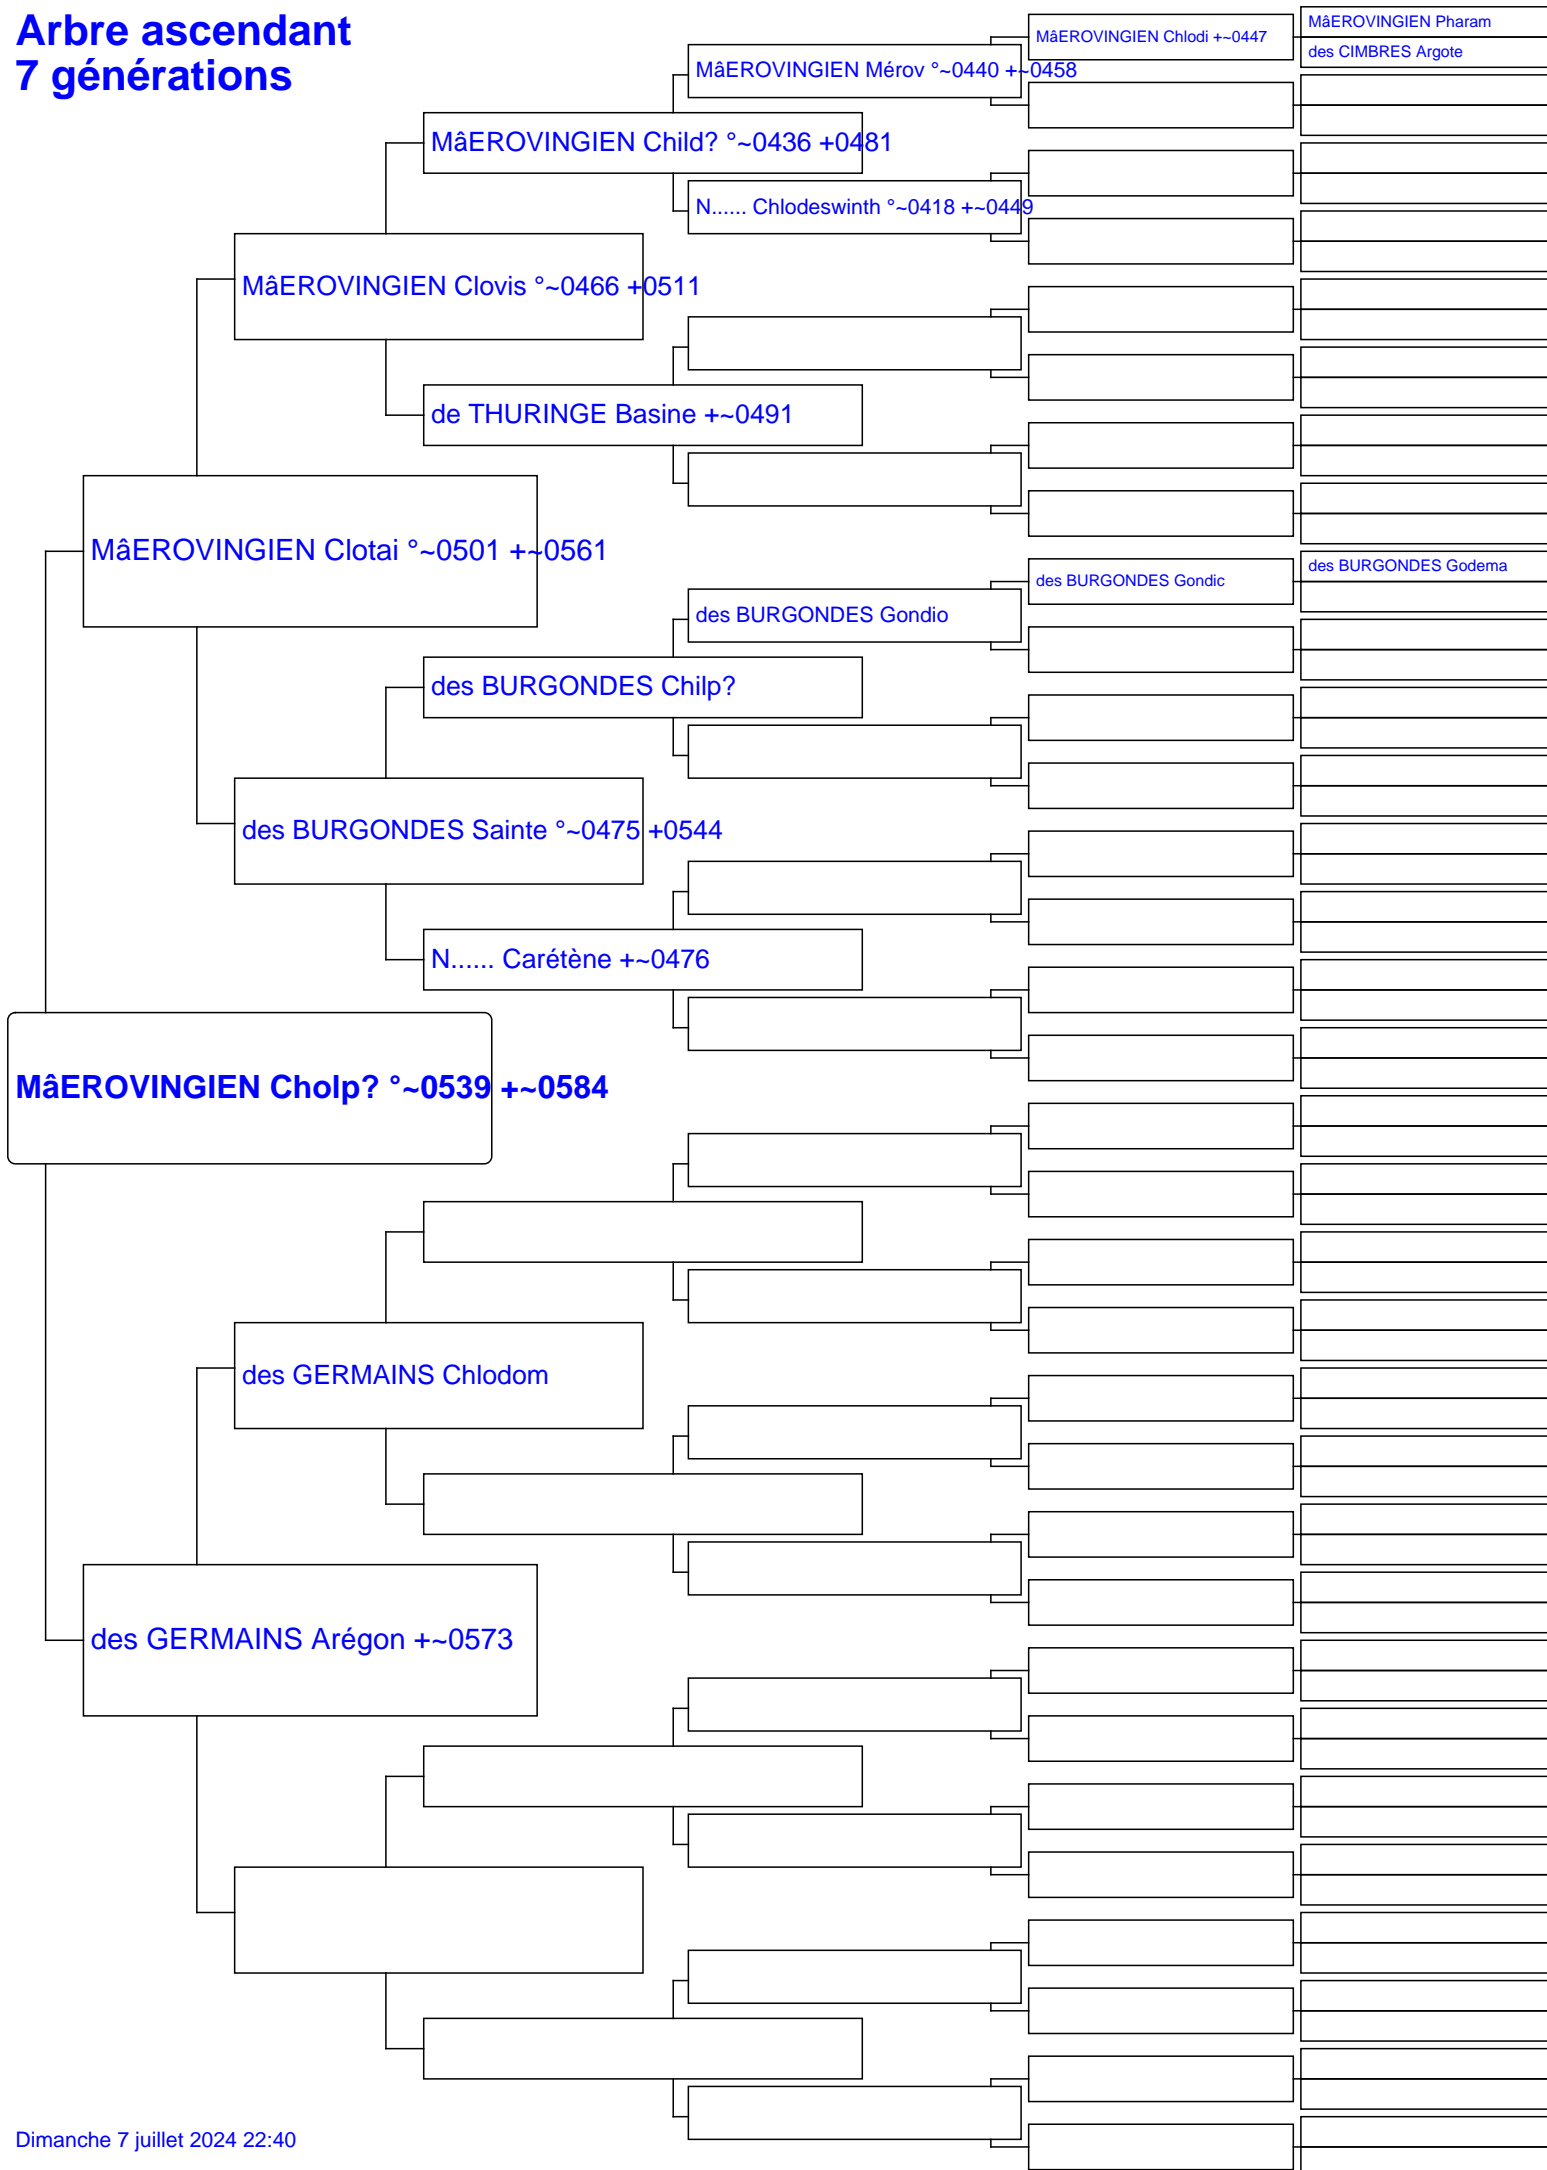 Arbre ascendant
7 générations
MâEROVINGIEN Pharam
MâEROVINGIEN Chlodi +~0447
des CIMBRES Argote
MâEROVINGIEN Mérov °~0440 +~0458
MâEROVINGIEN Child? °~0436 +0481
N...... Chlodeswinth °~0418 +~0449
MâEROVINGIEN Clovis °~0466 +0511
de THURINGE Basine +~0491
MâEROVINGIEN Clotai °~0501 +~0561
des BURGONDES Godema
des BURGONDES Gondic
des BURGONDES Gondio
des BURGONDES Chilp?
des BURGONDES Sainte °~0475 +0544
N...... Carétène +~0476
MâEROVINGIEN Cholp? °~0539 +~0584
des GERMAINS Chlodom
des GERMAINS Arégon +~0573
Dimanche 7 juillet 2024 22:40